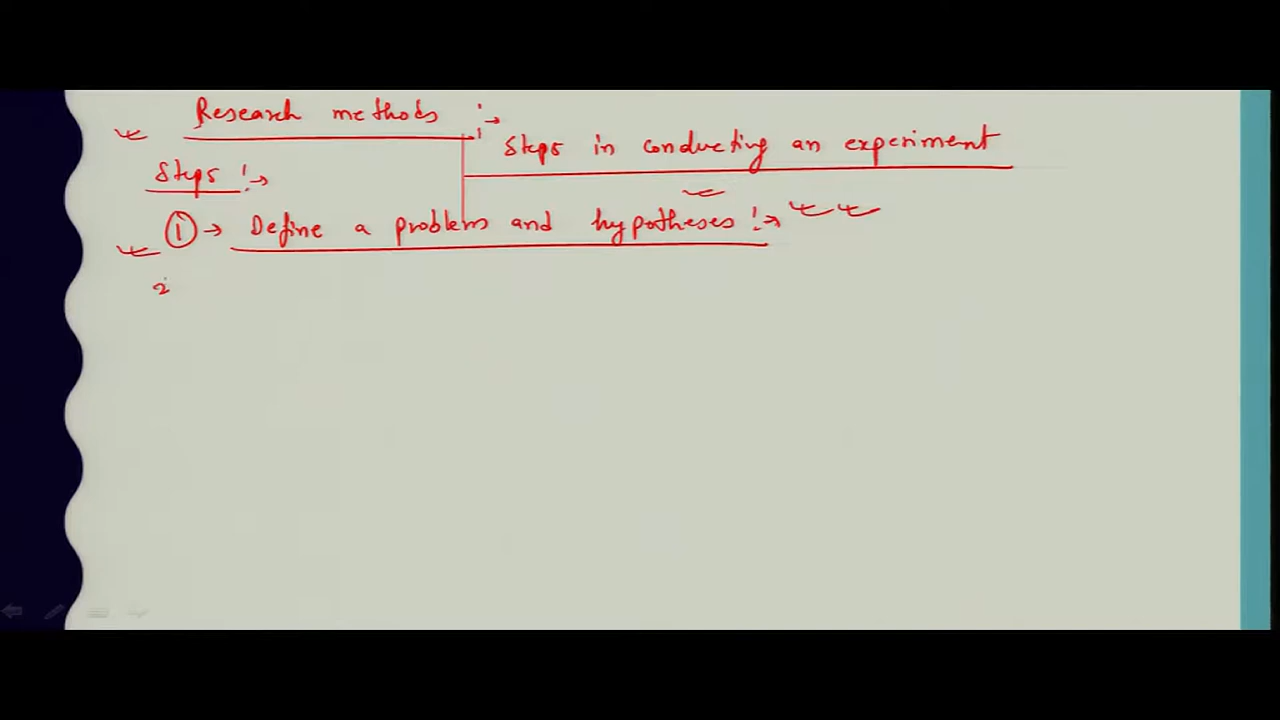 Research methods :→
Steps in conducting an experiment
Steps :→
① → Define a problem and hypotheses :→
2